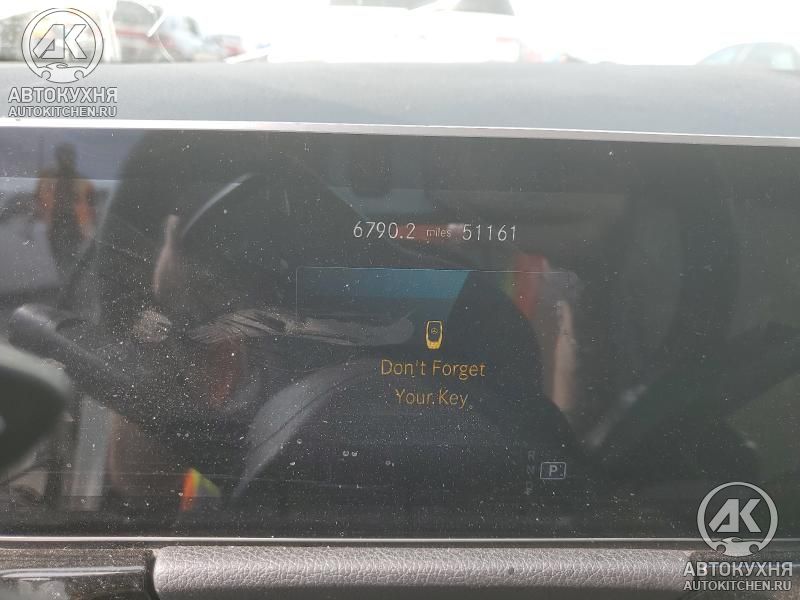 AK
АВТОКУХНЯ
AUTOKITCHEN.RU
6790.2 miles 51161
Don't Forget
Your Key
R
N
P
D
AK
АВТОКУХНЯ
AUTOKITCHEN.RU